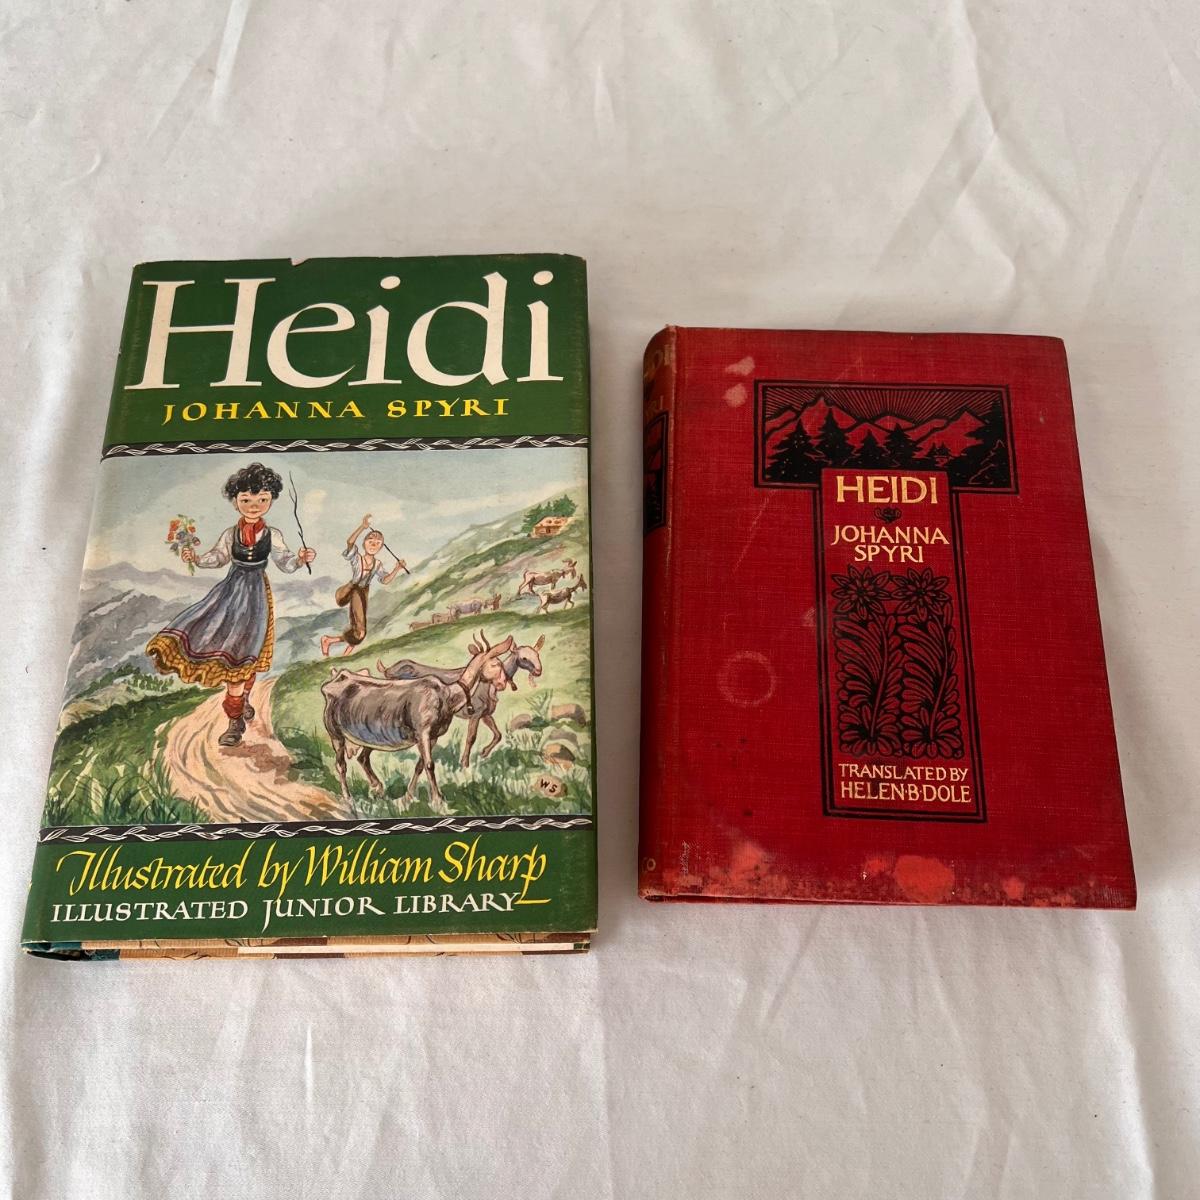 Heidi
JOHANNA SPYRI
WS
Illustrated by William Sharp
ILLUSTRATED JUNIOR LIBRARY
HEIDI
JOHANNA
SPYRI
TRANSLATED BY
HELEN·B·DOLE